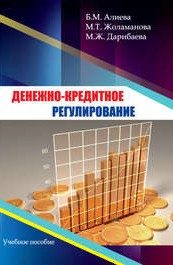 Б.М. Алиева
М.Т. Жоламанова
М.Ж. Дарибаева
ДЕНЕЖНО-КРЕДИТНОЕ
РЕГУЛИРОВАНИЕ
Учебное пособие